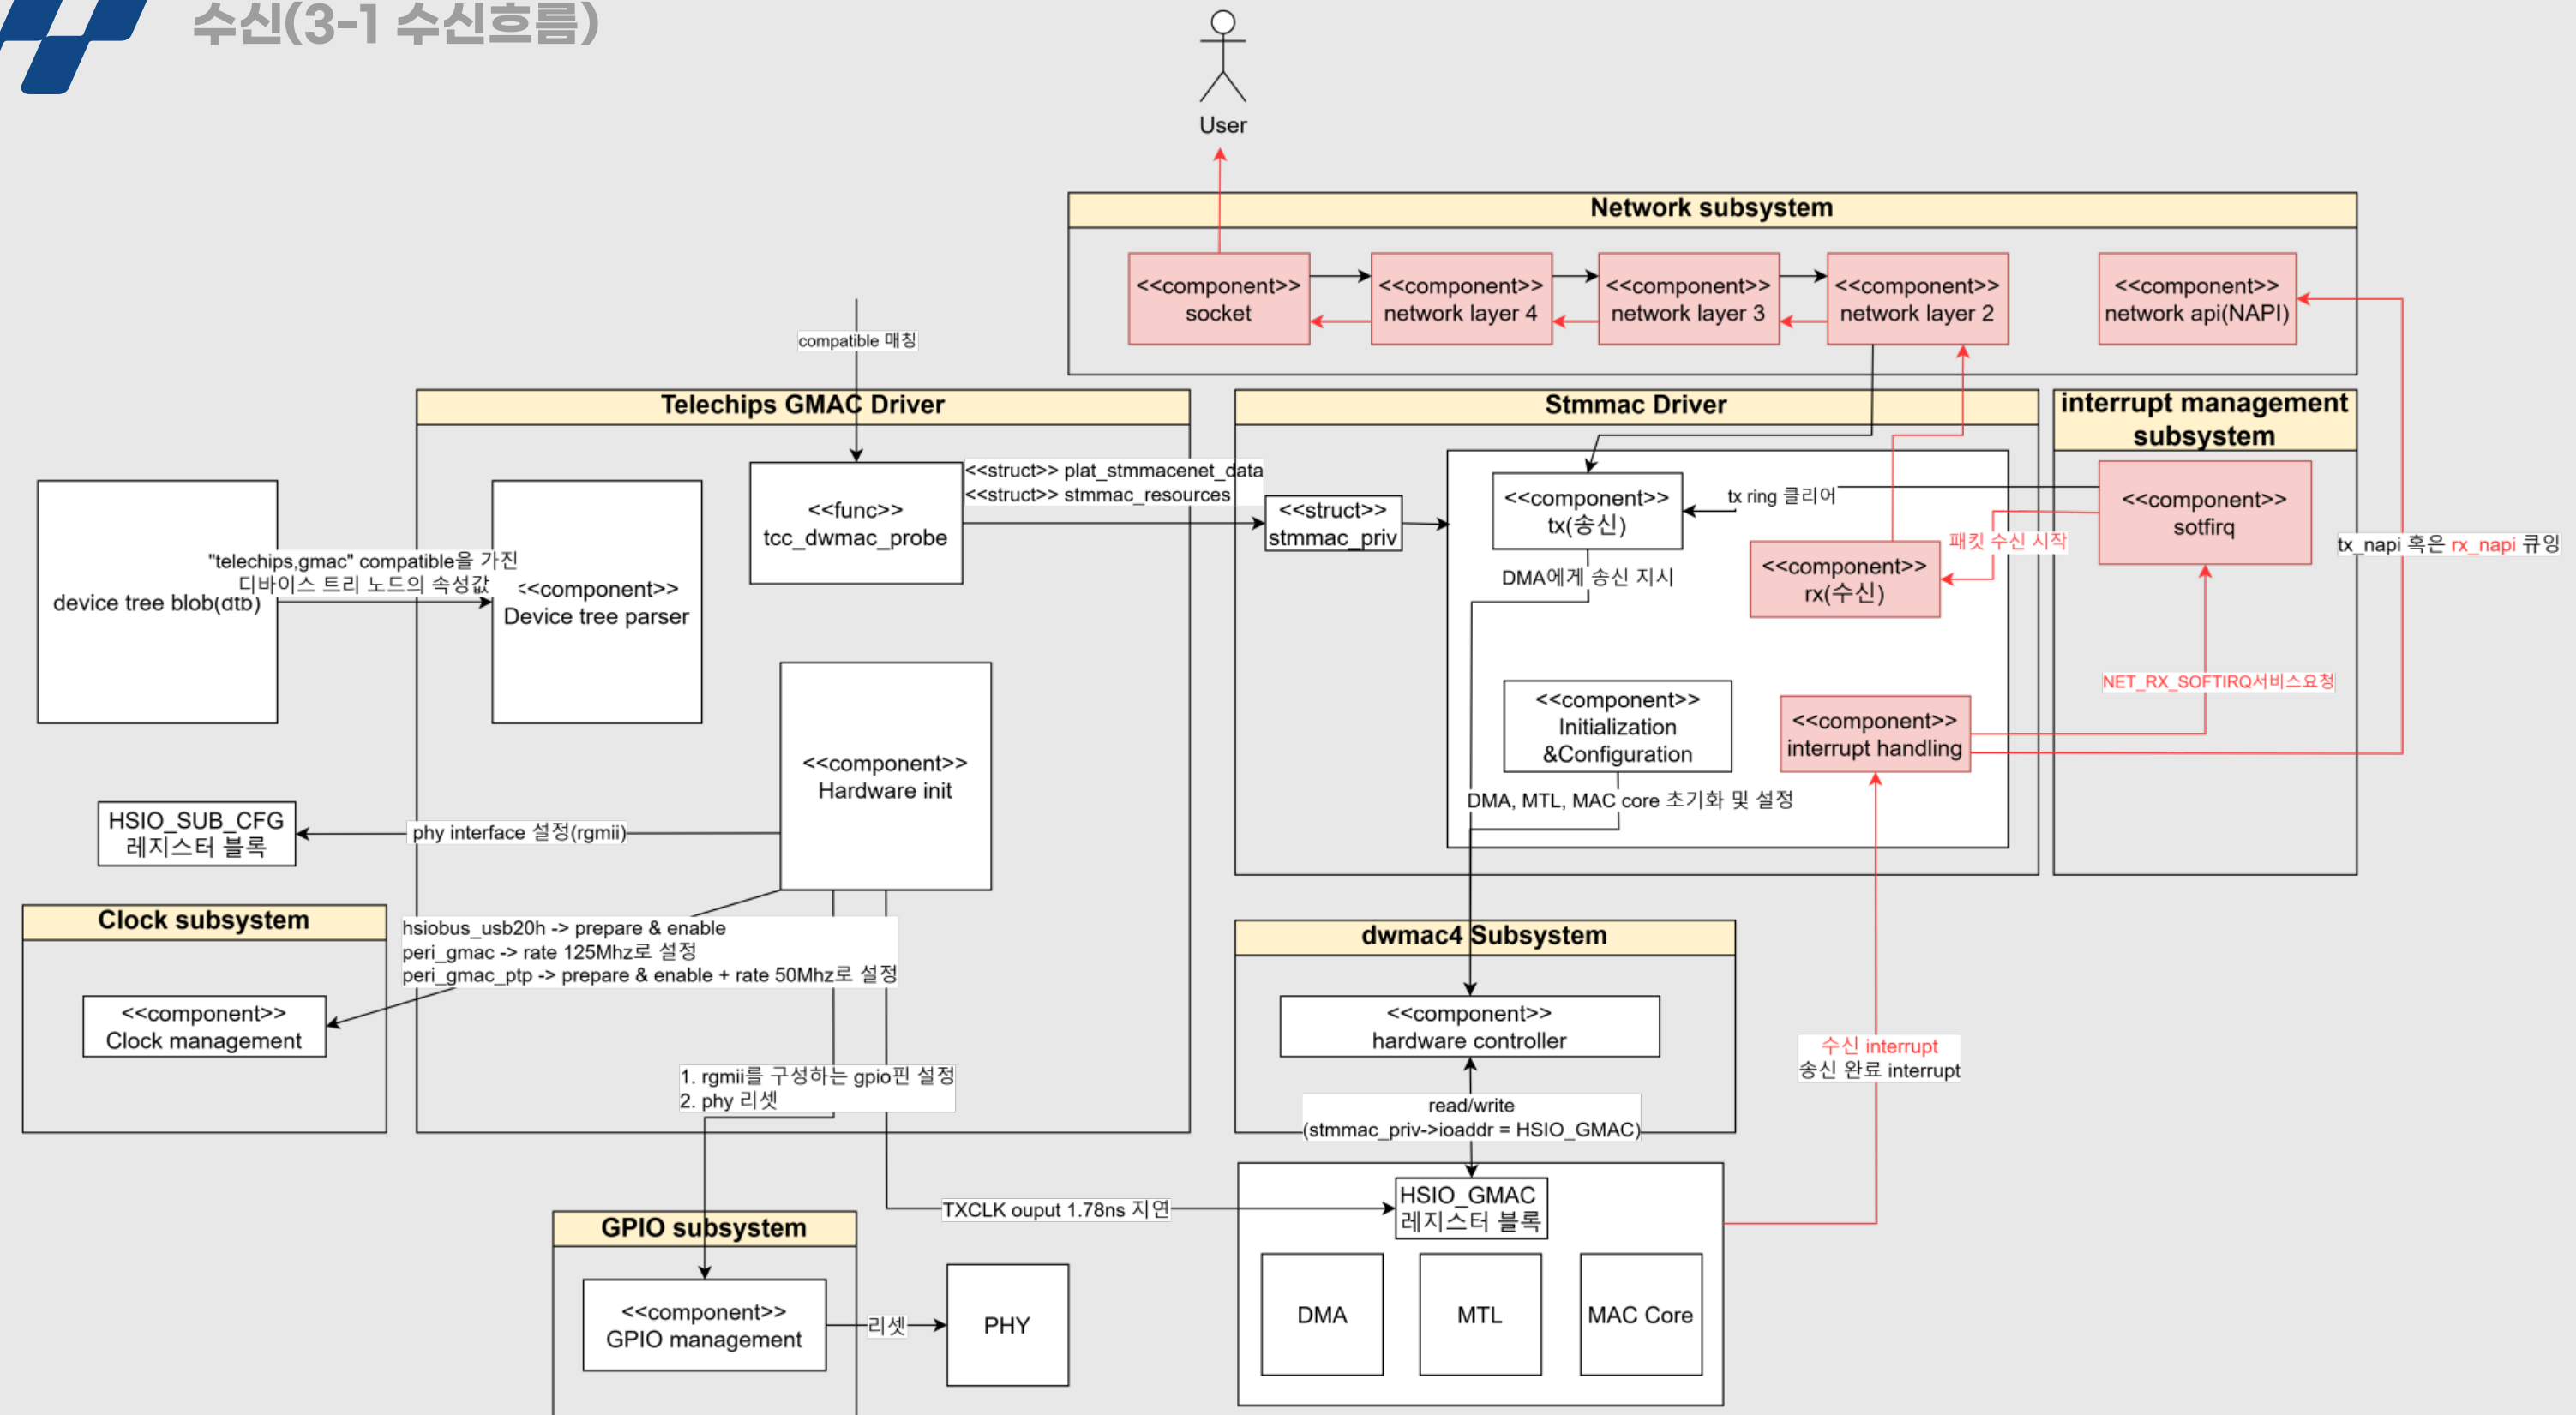 수신(3-1 수신흐름)
User
Network subsystem
<<component>>
socket
<<component>>
network layer 4
<<component>>
network layer 3
<<component>>
network layer 2
<<component>>
network api(NAPI)
compatible 매칭
Telechips GMAC Driver
Stmmac Driver
interrupt management
subsystem
device tree blob(dtb)
"telechips,gmac" compatible을 가진
디바이스 트리 노드의 속성값
<<component>>
Device tree parser
<<func>>
tcc_dwmac_probe
<<struct>> plat_stmmacenet_data
<<struct>> stmmac_resources
<<struct>>
stmmac_priv
<<component>>
tx(송신)
tx ring 클리어
<<component>>
sotfirq
패킷 수신 시작
tx_napi 혹은 rx_napi 큐잉
DMA에게 송신 지시
<<component>>
rx(수신)
NET_RX_SOFTIRQ서비스요청
<<component>>
Hardware init
<<component>>
Initialization
&Configuration
<<component>>
interrupt handling
DMA, MTL, MAC core 초기화 및 설정
HSIO_SUB_CFG
레지스터 블록
phy interface 설정(rgmii)
Clock subsystem
<<component>>
Clock management
hsiobus_usb20h -> prepare & enable
peri_gmac -> rate 125Mhz로 설정
peri_gmac_ptp -> prepare & enable + rate 50Mhz로 설정
dwmac4 Subsystem
<<component>>
hardware controller
수신 interrupt
송신 완료 interrupt
1. rgmii를 구성하는 gpio핀 설정
2. phy 리셋
read/write
(stmmac_priv->ioaddr = HSIO_GMAC)
TXCLK ouput 1.78ns 지연
HSIO_GMAC
레지스터 블록
GPIO subsystem
<<component>>
GPIO management
리셋
PHY
DMA
MTL
MAC Core